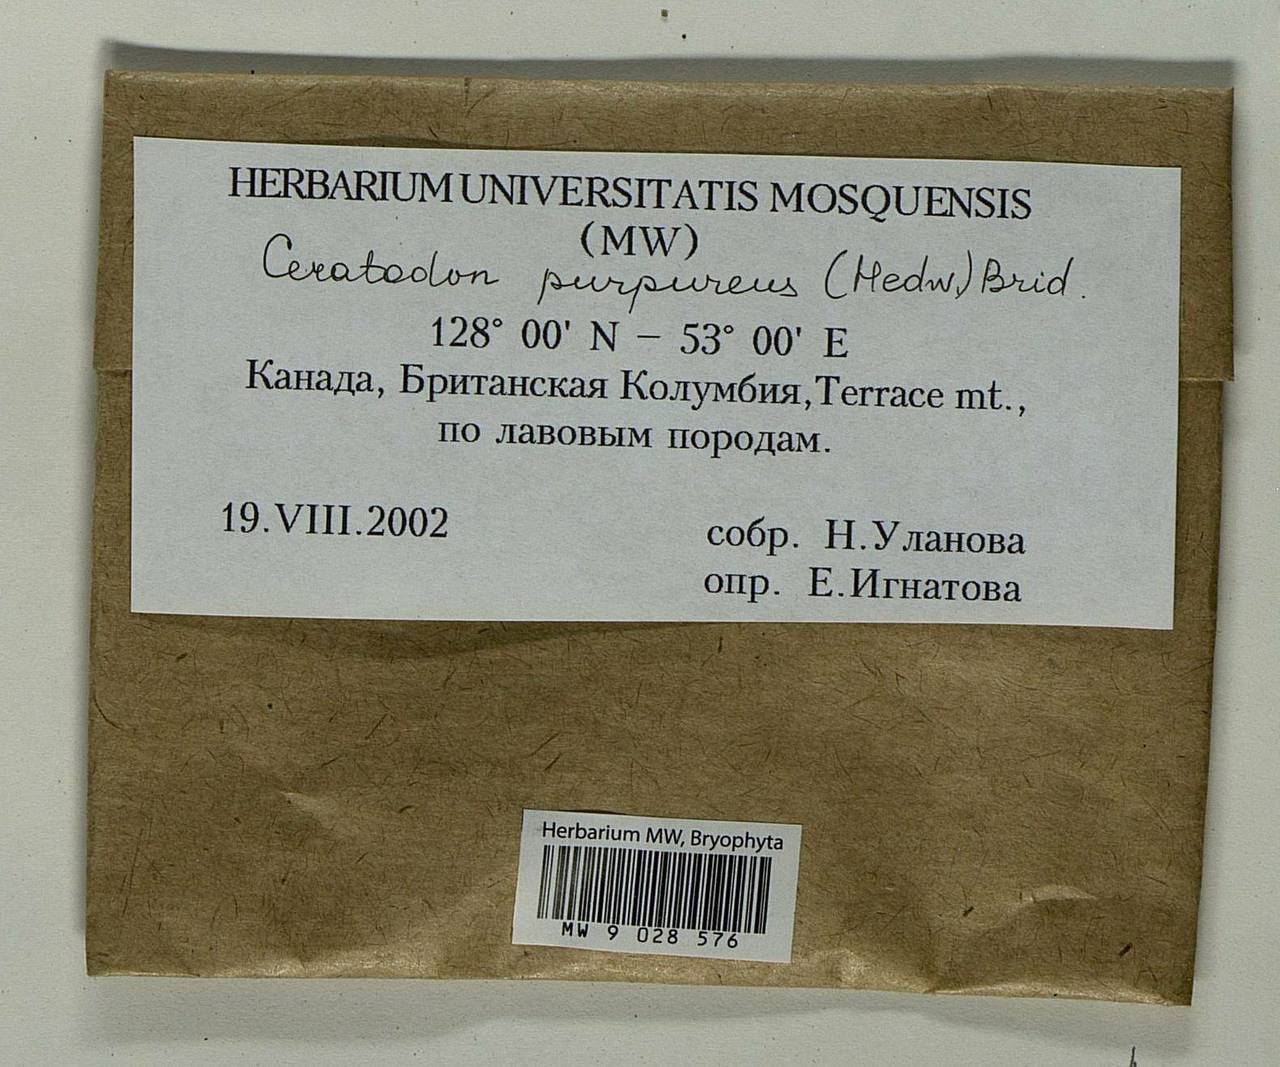 HERBARIUM UNIVERSITATIS MOSQUENSIS
(MW)
Ceratodon purpureus (Hedw.) Brid.
128° 00' N – 53° 00' E
Канада, Британская Колумбия, Terrace mt.,
по лавовым породам.
19.VIII.2002
собр. Н.Уланова
опр. Е.Игнатова
Herbarium MW, Bryophyta
MW 9 028 576